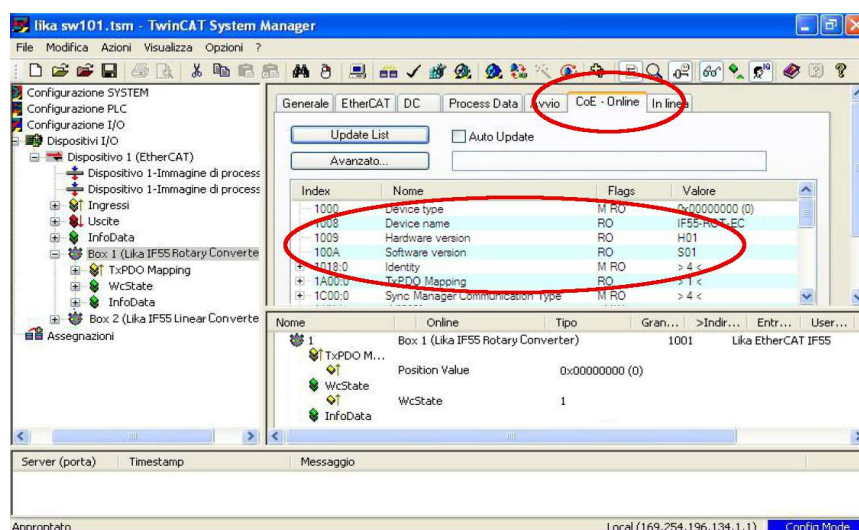 lika sw101.tsm - TwinCAT System Manager
File Modifica Azioni Visualizza Opzioni ?
Configurazione SYSTEM
Configurazione PLC
Configurazione I/O
Dispositivi I/O
Dispositivo 1 (EtherCAT)
Dispositivo 1-Immagine di process
Dispositivo 1-Immagine di process
Ingressi
Uscite
InfoData
Box 1 (Lika IF55 Rotary Converte
TxPDO Mapping
WcState
InfoData
Box 2 (Lika IF55 Linear Converte
Assegnazioni
Generale EtherCAT DC Process Data Avvio CoE - Online In linea
Update List Auto Update
Avanzato...
Index Nome Flags Valore
1000 Device type M RO 0x00000000 (0)
1008 Device name RO IF55-ROT-EC
1009 Hardware version RO H01
100A Software version RO S01
1018:0 Identity M RO > 4 <
1A00:0 TxPDO Mapping RO > 1 <
1C00:0 Sync Manager Communication Type M RO > 4 <
Nome Online Tipo Gran... >Indir... Entr... User...
1 Box 1 (Lika IF55 Rotary Converter) 1001 Lika EtherCAT IF55
TxPDO M...
Position Value 0x00000000 (0)
WcState
WcState 1
InfoData
Server (porta) Timestamp Messaggio
Approntato Local (169.254.196.134.1.1) Config Mode